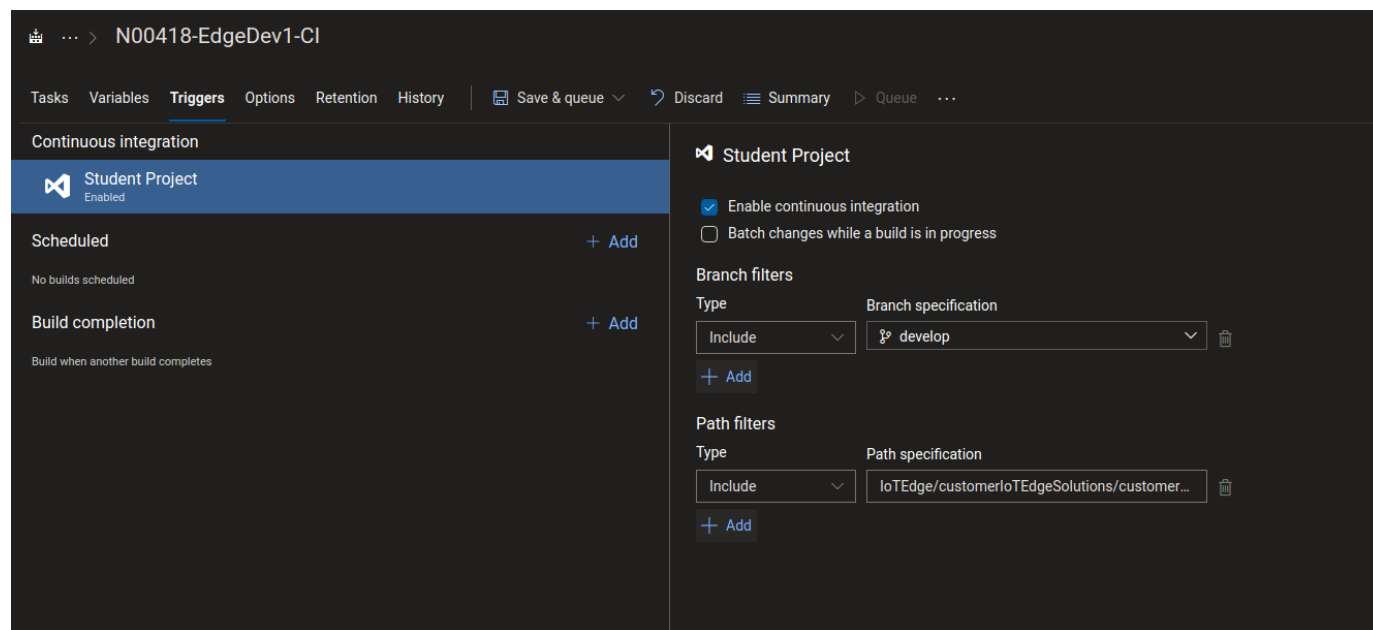 ... > N00418-EdgeDev1-CI
Tasks Variables Triggers Options Retention History Save & queue Discard Summary Queue ...
Continuous integration
Student Project
Enabled
Scheduled + Add
No builds scheduled
Build completion + Add
Build when another build completes
Student Project
Enable continuous integration
Batch changes while a build is in progress
Branch filters
Type Branch specification
Include develop
+ Add
Path filters
Type Path specification
Include IoTEdge/customerIoTEdgeSolutions/customer...
+ Add